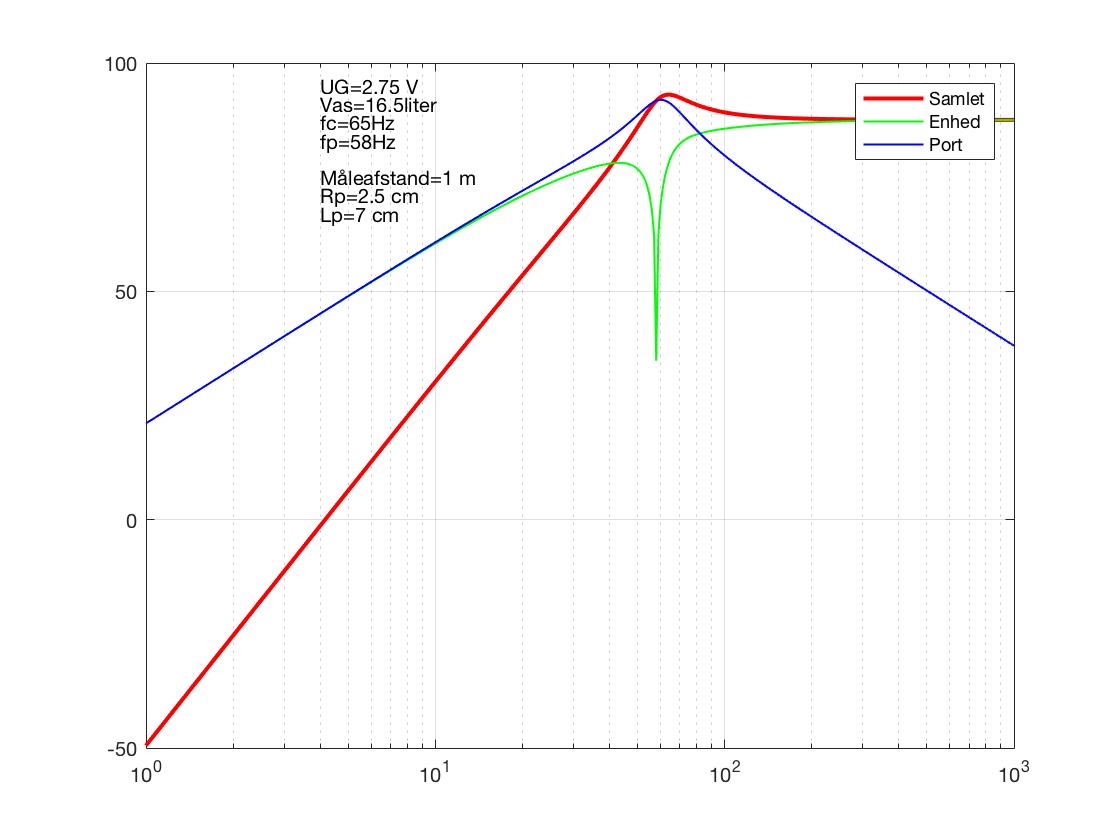 100
50
0
-50
UG=2.75 V
Vas=16.5liter
fc=65Hz
fp=58Hz
Måleafstand=1 m
Rp=2.5 cm
Lp=7 cm
Samlet
Enhed
Port
10^0
10^1
10^2
10^3